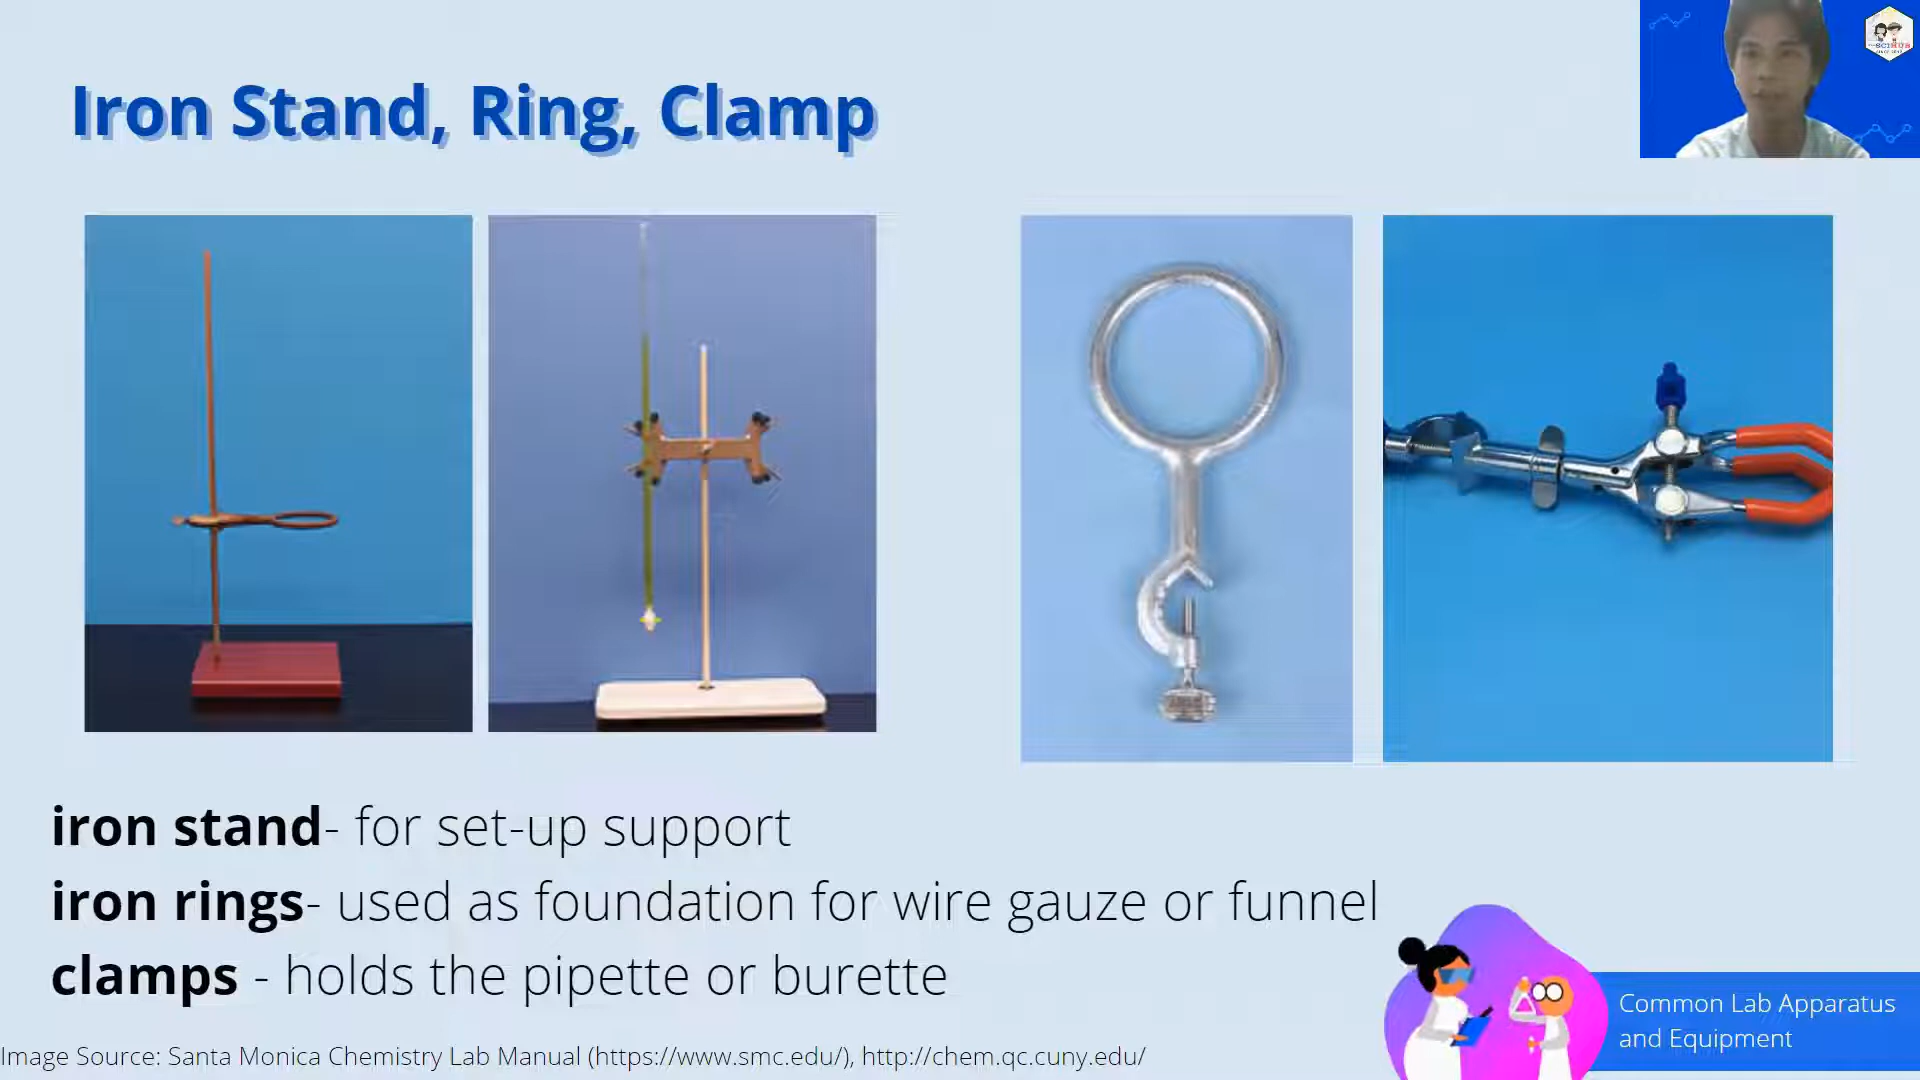 Iron Stand, Ring, Clamp
SCIHUB
iron stand- for set-up support
iron rings- used as foundation for wire gauze or funnel
clamps - holds the pipette or burette
Common Lab Apparatus
and Equipment
Image Source: Santa Monica Chemistry Lab Manual (https://www.smc.edu/), http://chem.qc.cuny.edu/